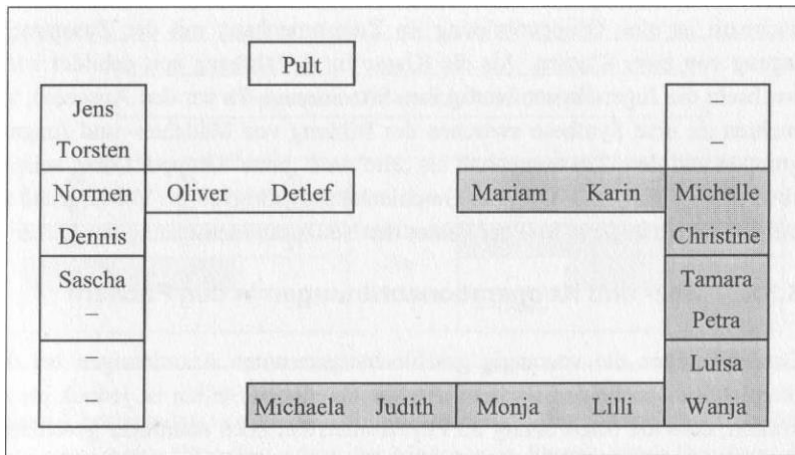 Pult
Jens
–
Torsten
–
Normen Oliver Detlef Mariam Karin Michelle
Dennis Christine
Sascha Tamara
– Petra
– Luisa
– Michaela Judith Monja Lilli Wanja